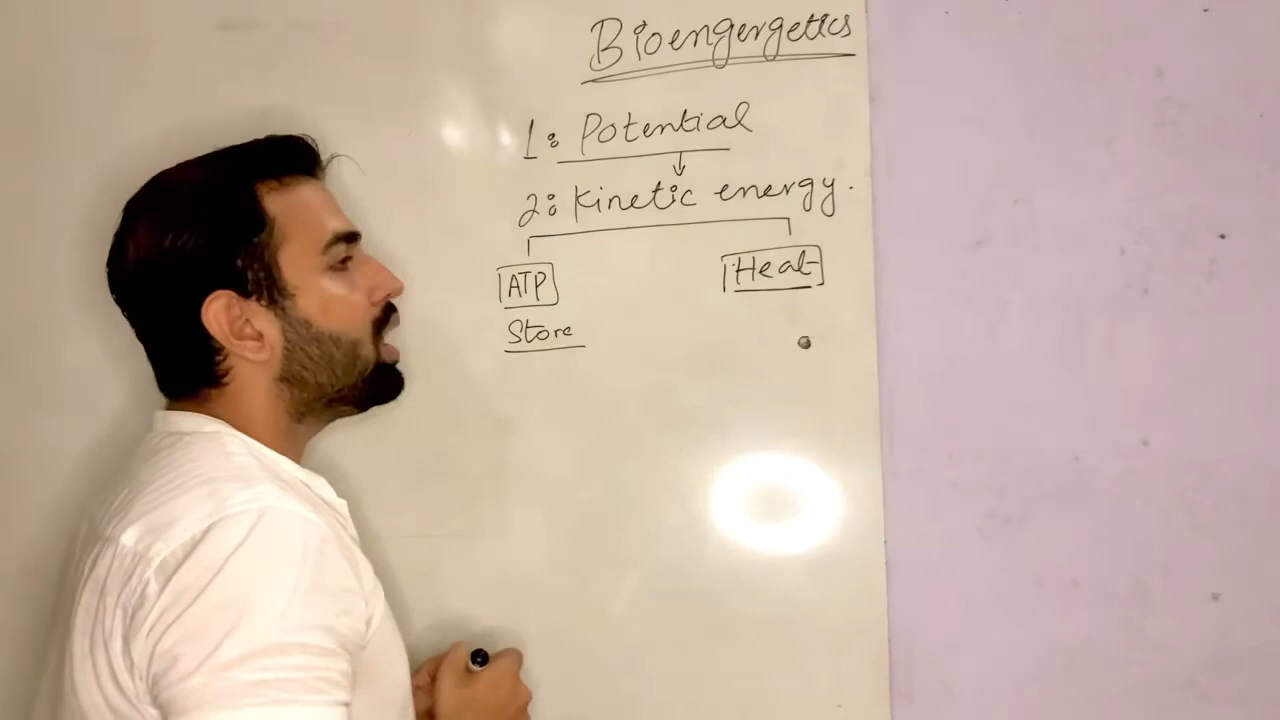 Bioengergetics
1: Potential
2: Kinetic energy.
ATP Heat
Store